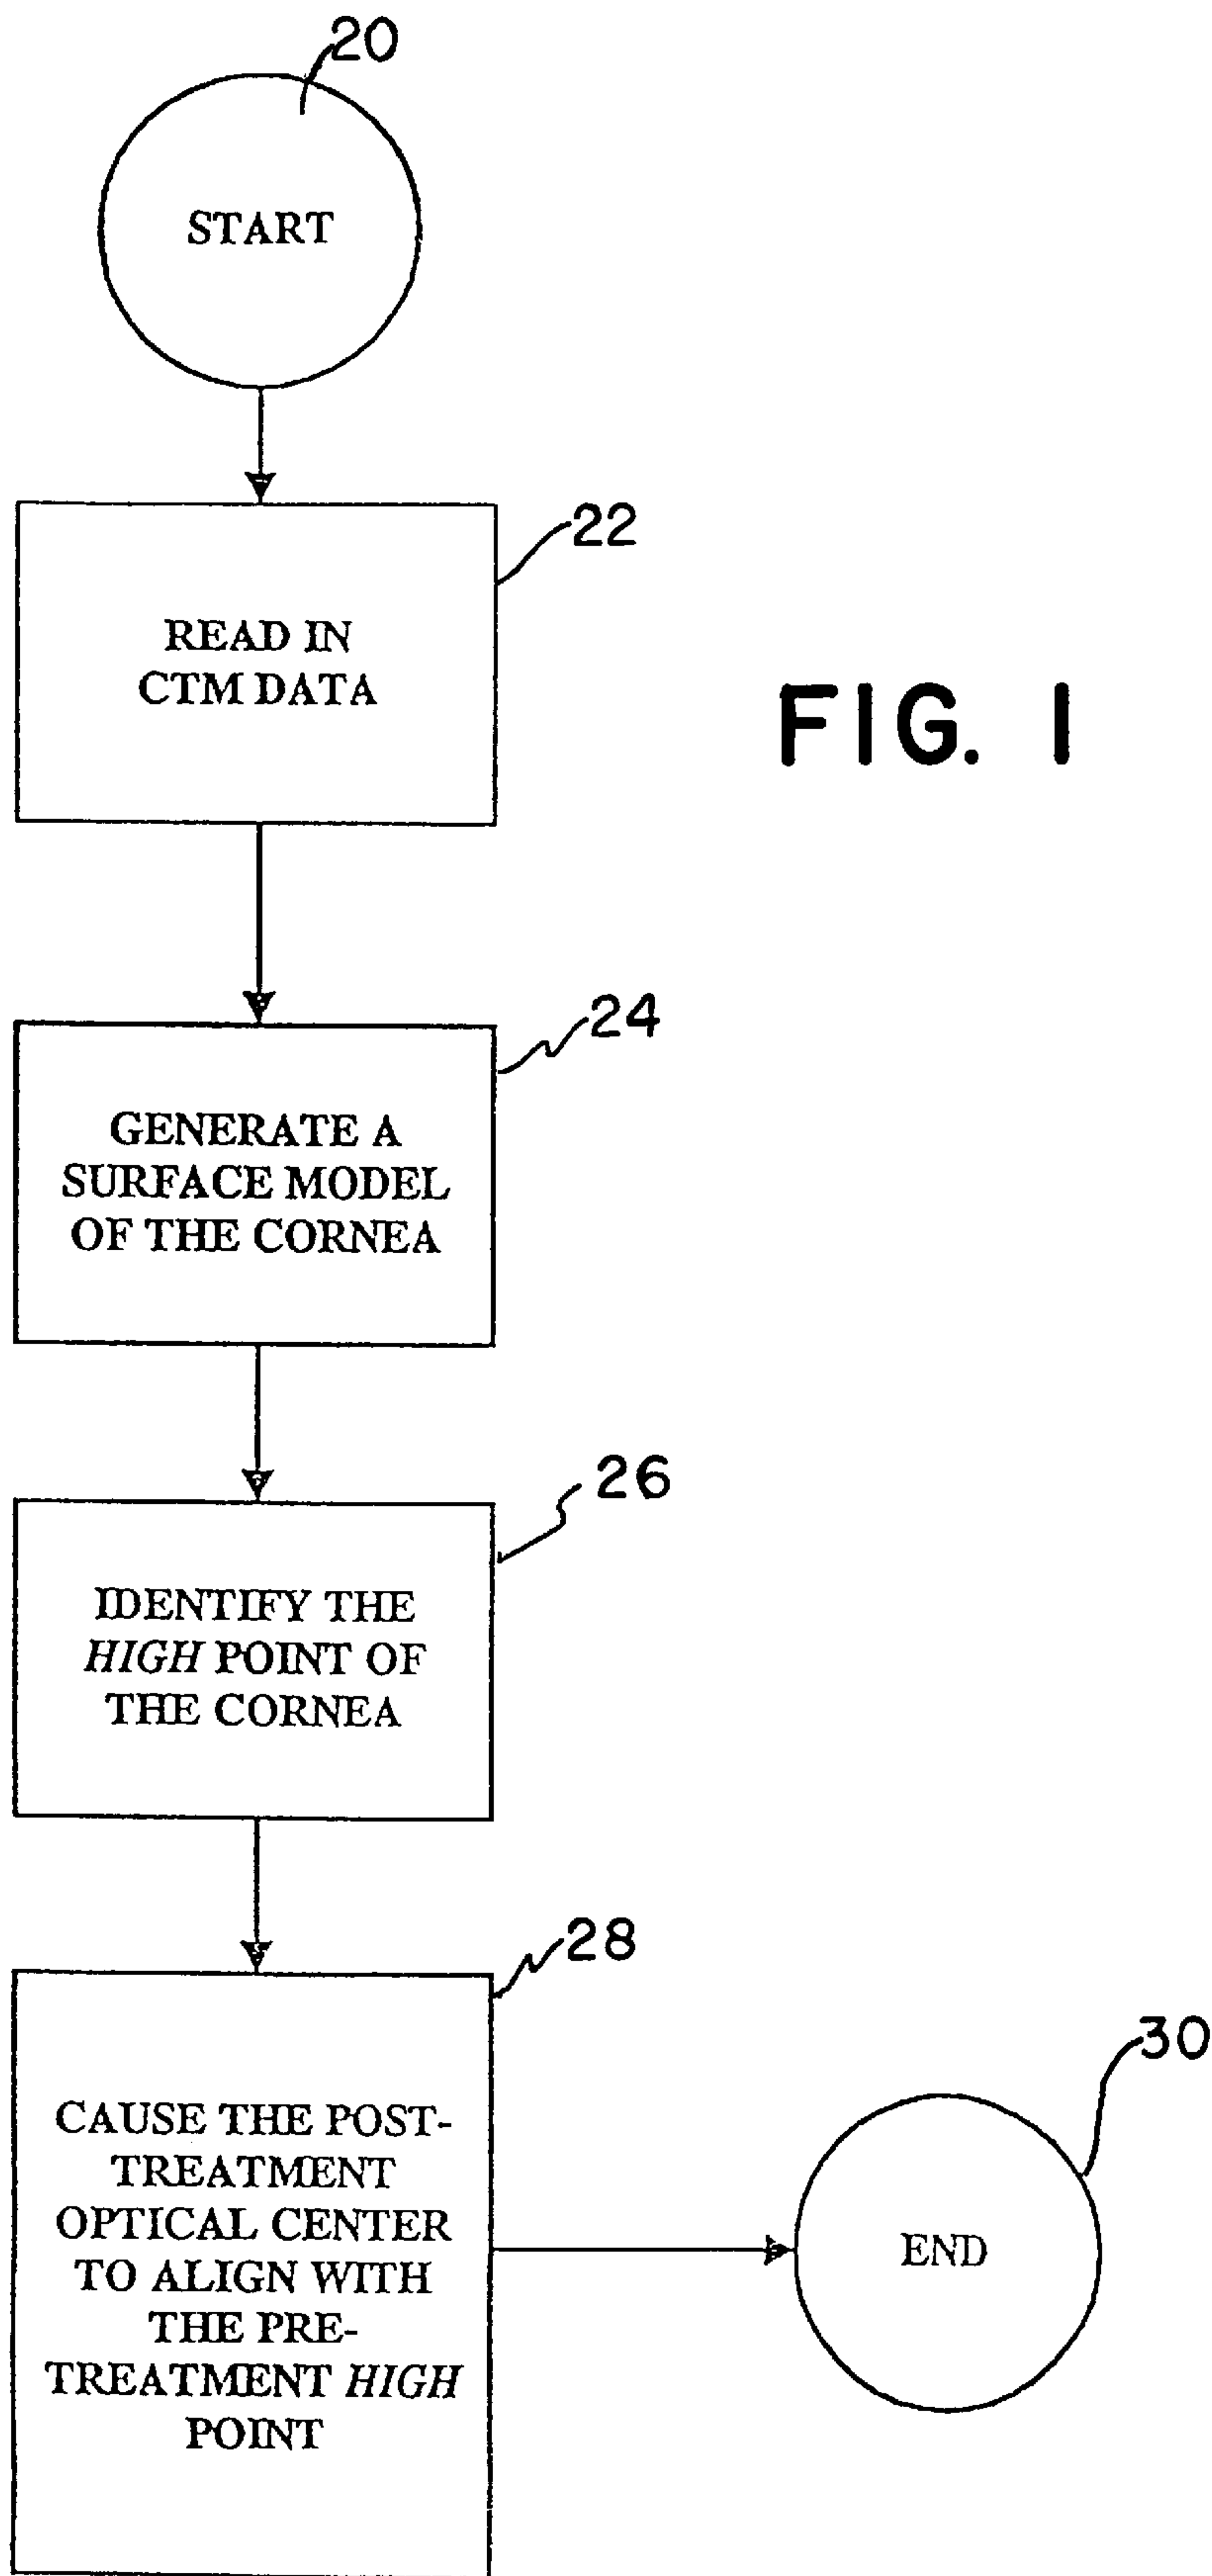 20
START
22
READ IN
CTM DATA
FIG. 1
24
GENERATE A
SURFACE MODEL
OF THE CORNEA
26
IDENTIFY THE
HIGH POINT OF
THE CORNEA
28
CAUSE THE POST-
TREATMENT
OPTICAL CENTER
TO ALIGN WITH
THE PRE-
TREATMENT HIGH
POINT
30
END